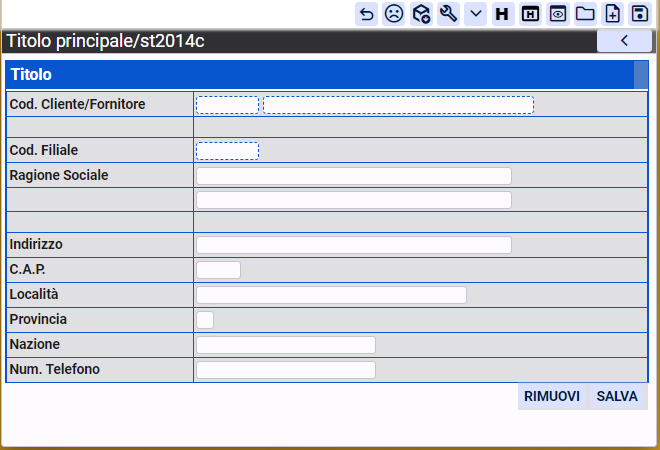 H
H
Titolo principale/st2014c
Titolo
Cod. Cliente/Fornitore
Cod. Filiale
Ragione Sociale
Indirizzo
C.A.P.
Località
Provincia
Nazione
Num. Telefono
RIMUOVI SALVA